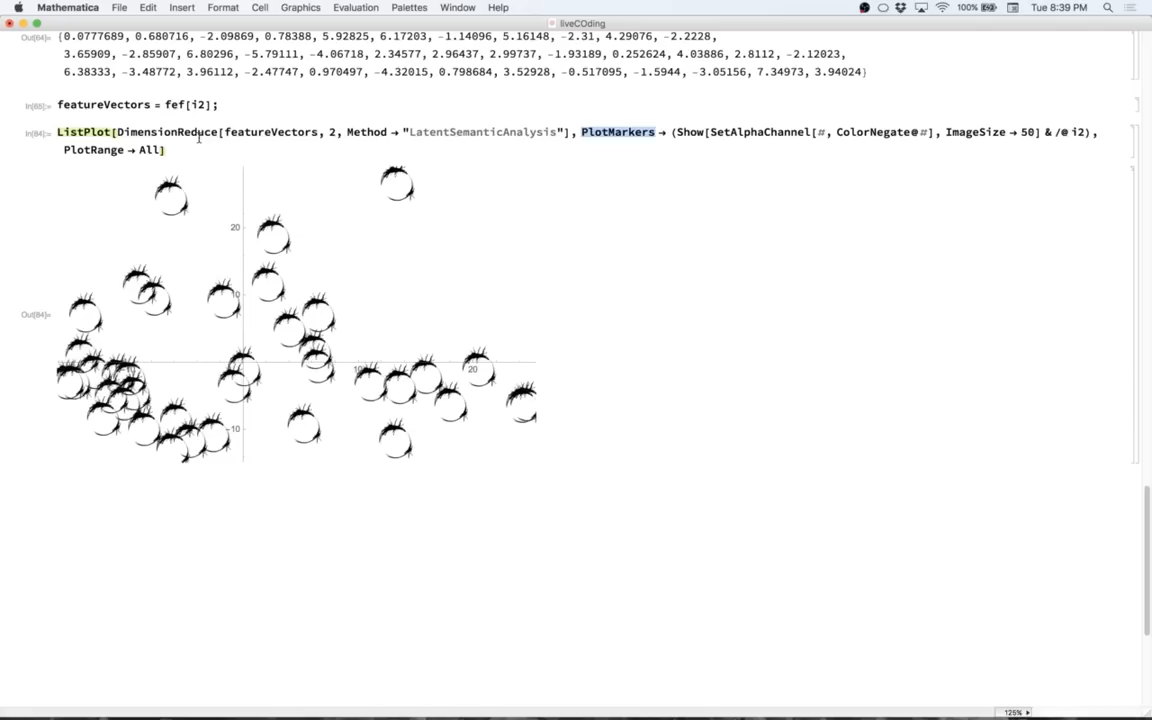 Mathematica File Edit Insert Format Cell Graphics Evaluation Palettes Window Help 100% Tue 8:39 PM
liveCOding
Out[64]= {0.0777689, 0.680716, -2.09869, 0.78388, 5.92825, 6.17203, -1.14096, 5.16148, -2.31, 4.29076, -2.2228,
3.65909, -2.85907, 6.80296, -5.79111, -4.06718, 2.34577, 2.96437, 2.99737, -1.93189, 0.252624, 4.03886, 2.8112, -2.12023,
6.38333, -3.48772, 3.96112, -2.47747, 0.970497, -4.32015, 0.798684, 3.52928, -0.517095, -1.5944, -3.05156, 7.34973, 3.94024}
In[65]:= featureVectors = fef[i2];
In[84]:= ListPlot[DimensionReduce[featureVectors, 2, Method → "LatentSemanticAnalysis"], PlotMarkers → (Show[SetAlphaChannel[#, ColorNegate@#], ImageSize → 50] & /@ i2),
PlotRange → All]
20
Out[84]=
20
-10
125%